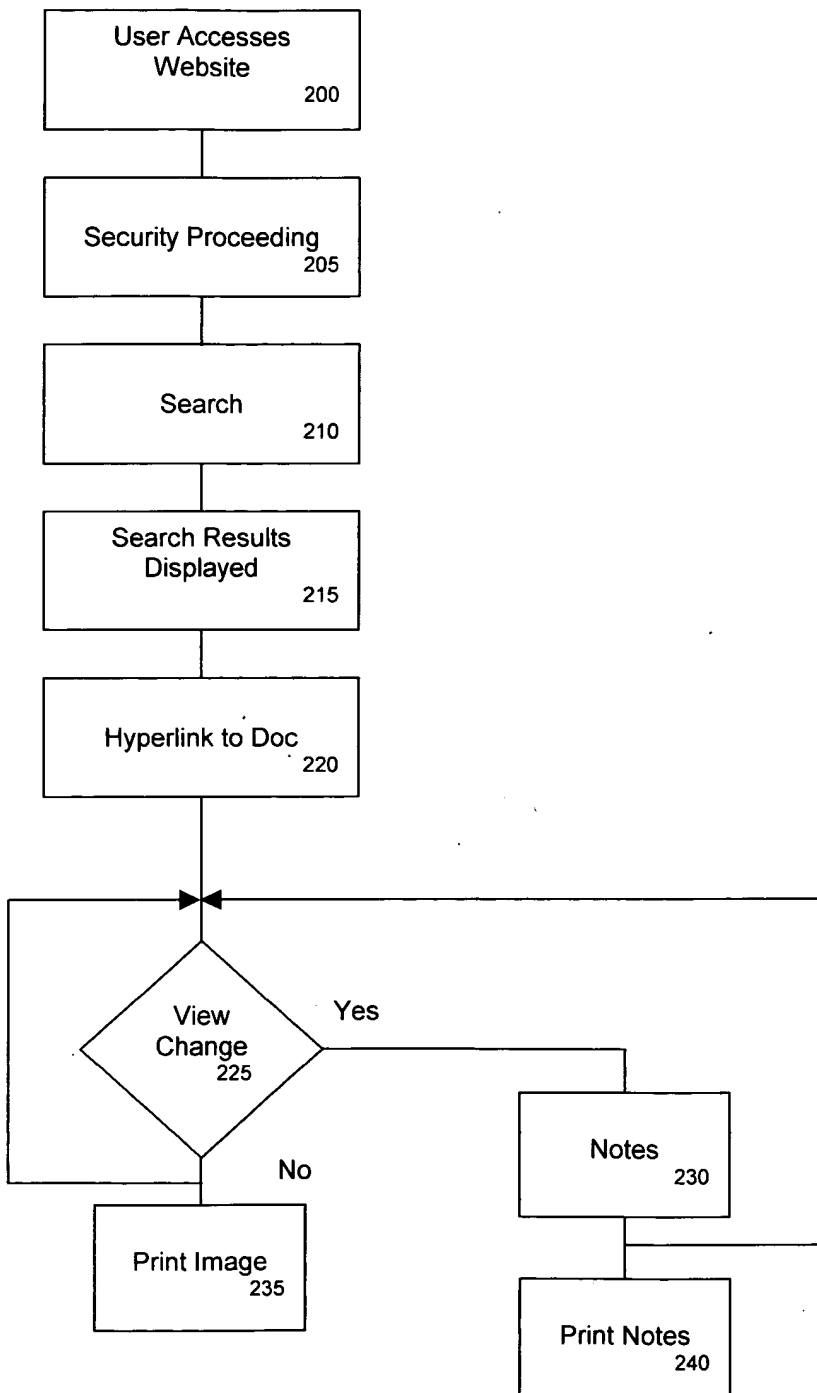 User Accesses
Website
200
Security Proceeding
205
Search
210
Search Results
Displayed
215
Hyperlink to Doc
220
View
Change
225
Yes
No
Notes
230
Print Image
235
Print Notes
240